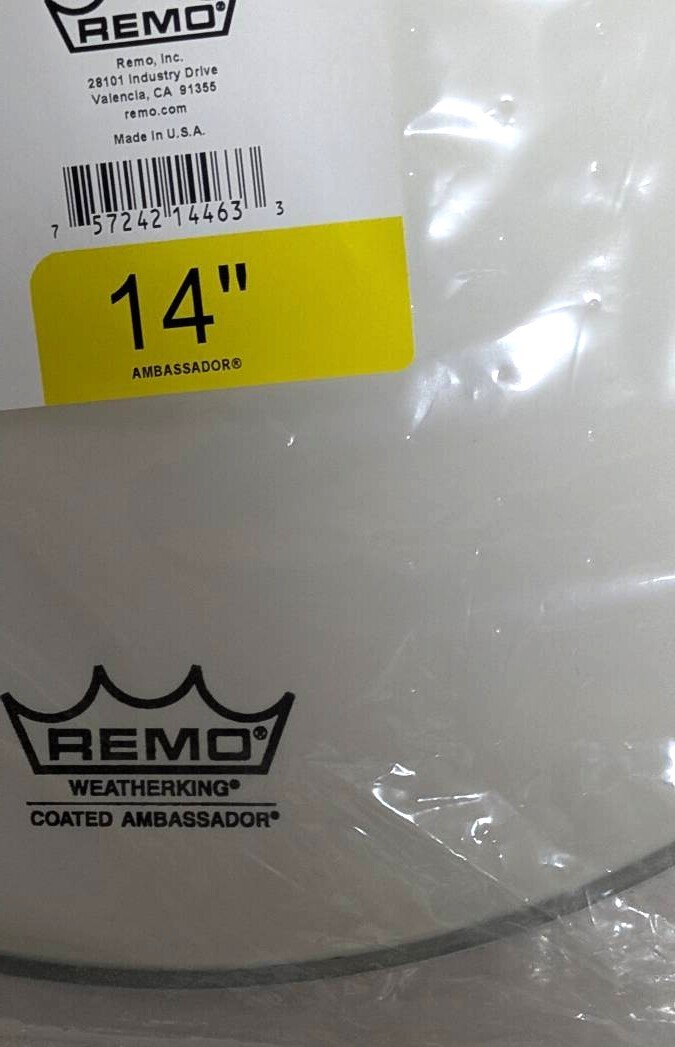 REMO®
Remo, Inc.
28101 Industry Drive
Valencia, CA 91355
remo.com
Made in U.S.A.
7 57242 14463 3
14"
AMBASSADOR®
REMO®
WEATHERKING®
COATED AMBASSADOR®